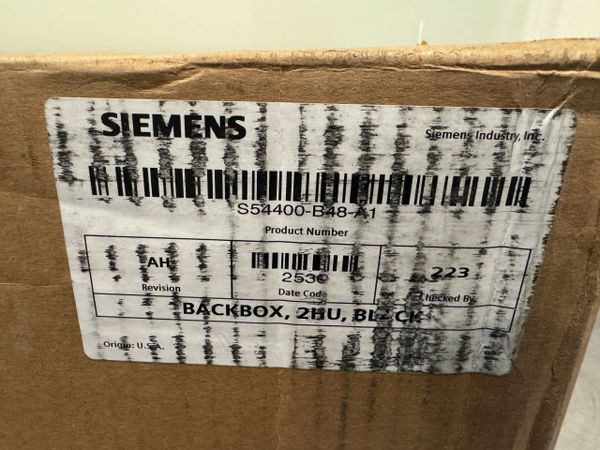 SIEMENS
Siemens Industry, Inc.
S54400-B48-A1
Product Number
AH
2530
223
Revision
Date Code
Checked By
BACKBOX, 2HU, BLACK
Origin: U.S.A.